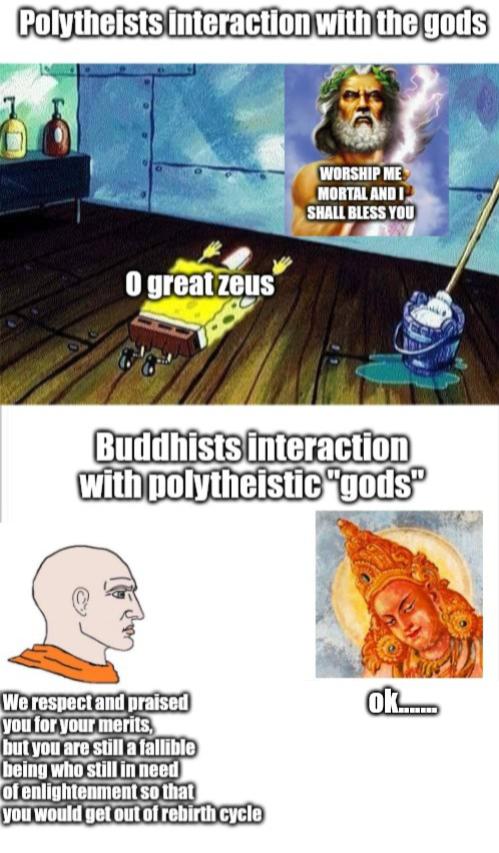 Polytheists interaction with the gods
WORSHIP ME
MORTAL AND I
SHALL BLESS YOU
O great zeus
Buddhists interaction
with polytheistic "gods"
We respect and praised
you for your merits,
but you are still a fallible
being who still in need
of enlightenment so that
you would get out of rebirth cycle
ok.......